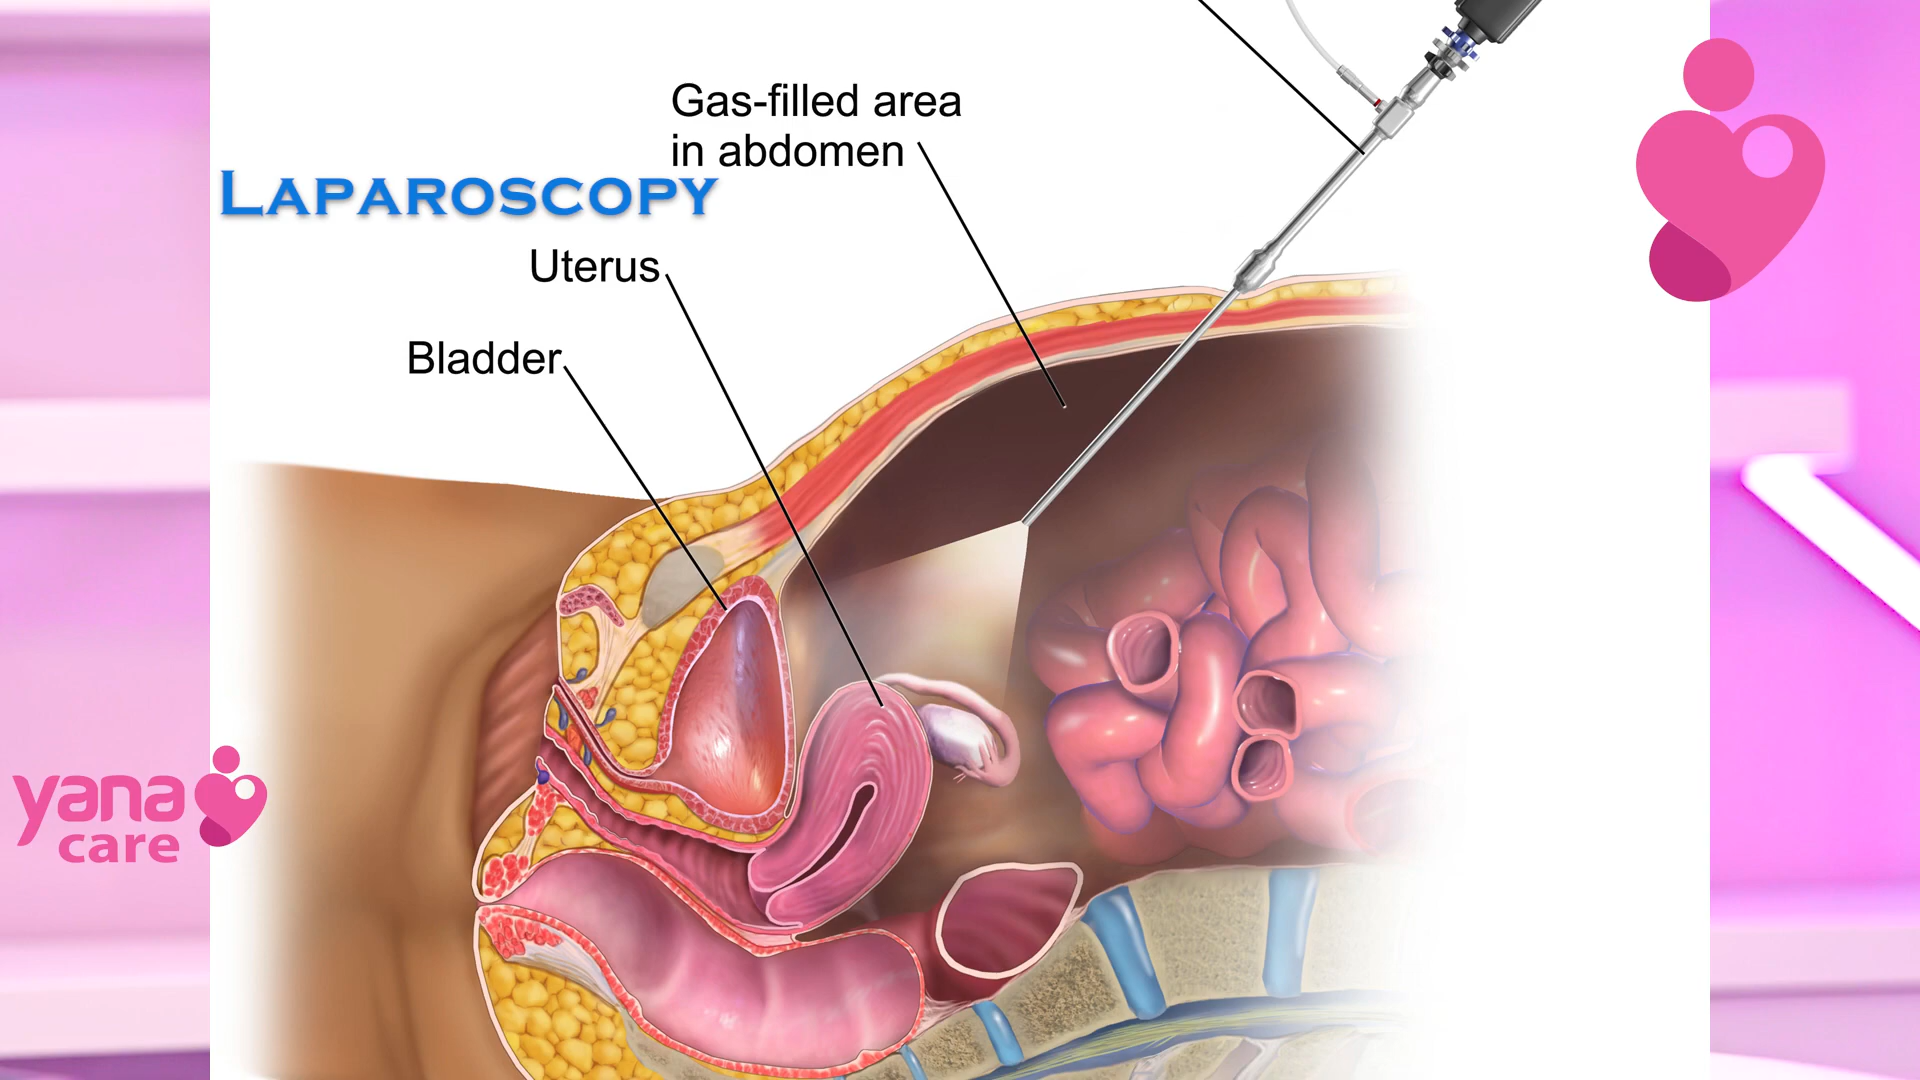 Gas-filled area
in abdomen
LAPAROSCOPY
Uterus
Bladder
yana
care